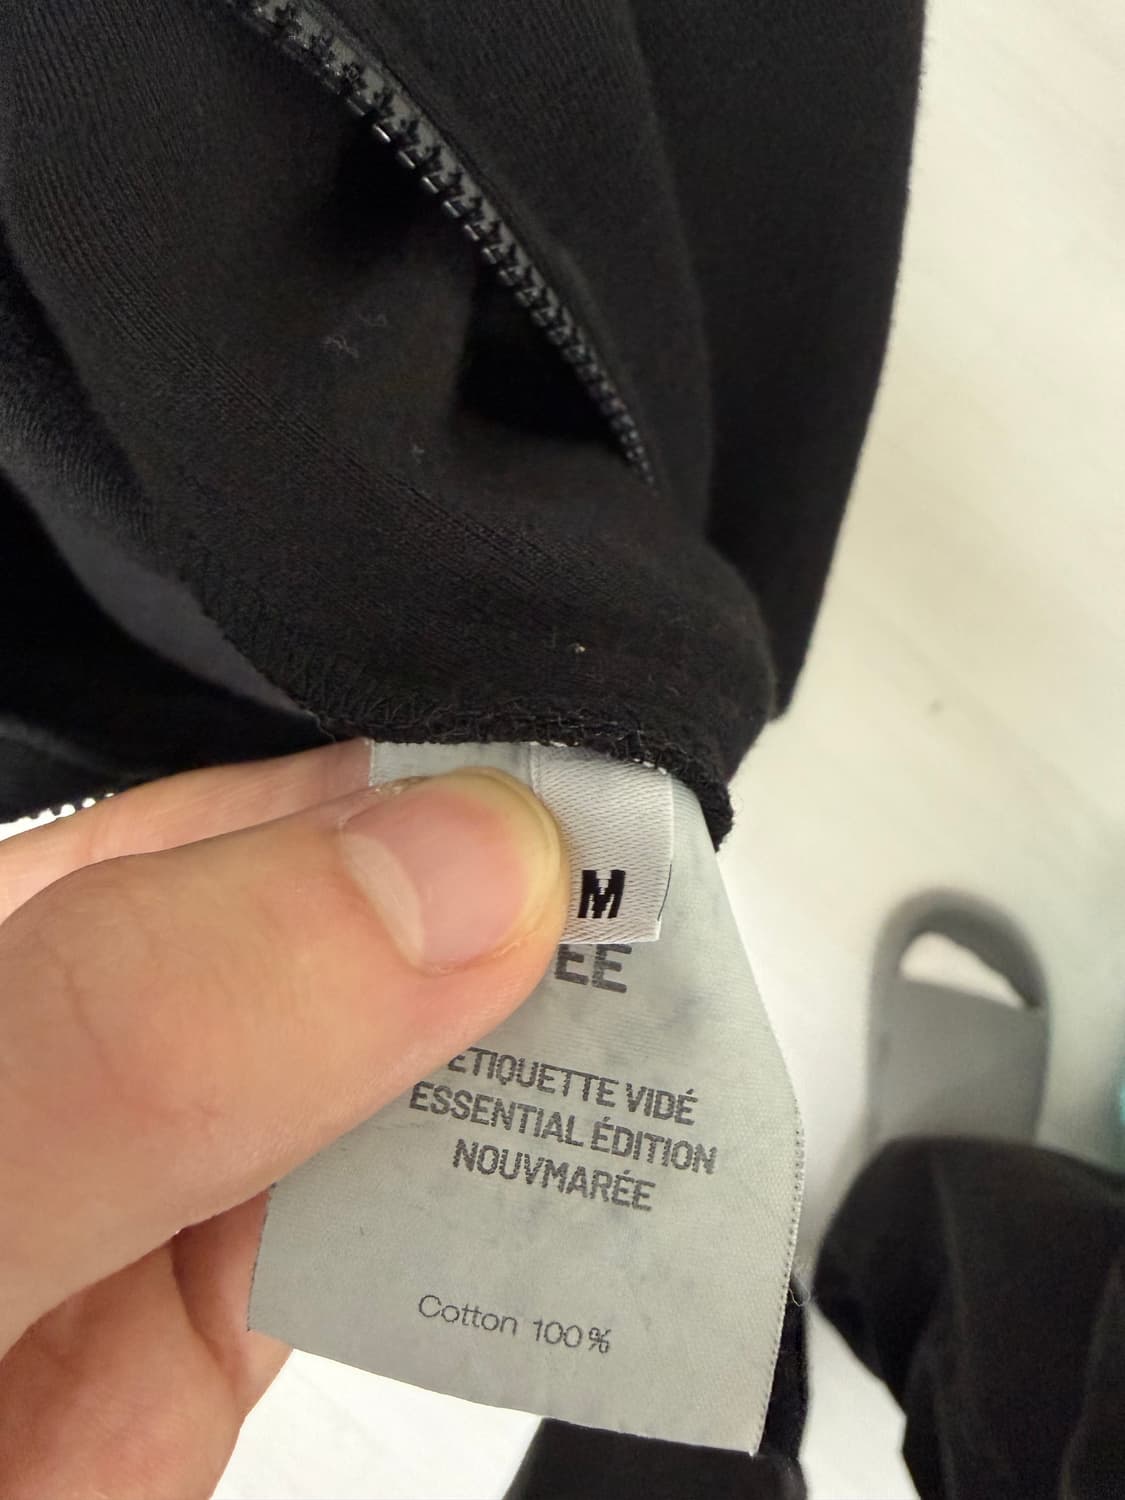 M
EE
ETIQUETTE VIDÉ
ESSENTIAL ÉDITION
NOUVMARÉE
Cotton 100%